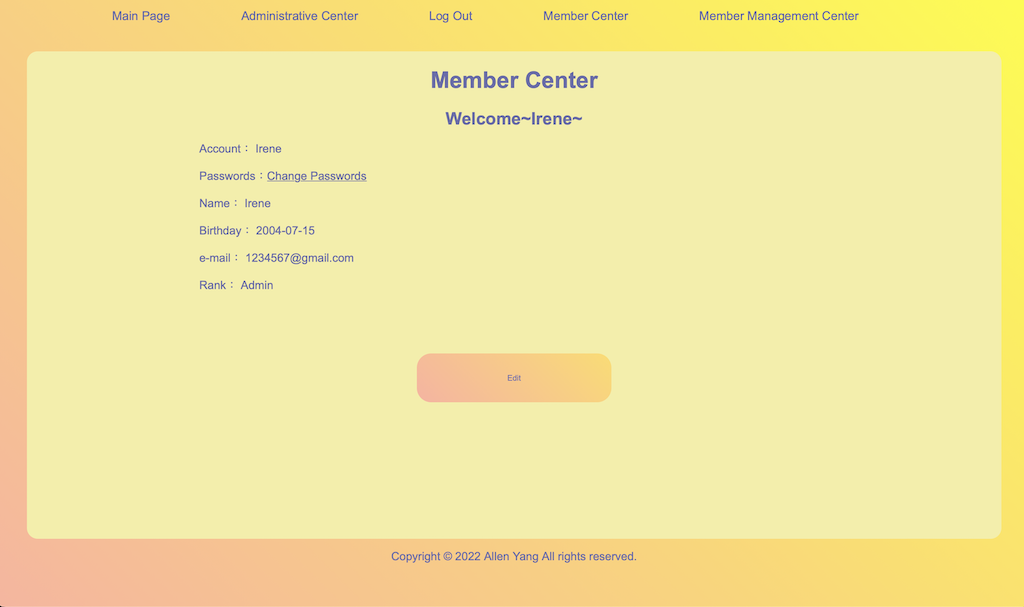 Main Page Administrative Center Log Out Member Center Member Management Center
Member Center
Welcome~Irene~
Account： Irene
Passwords：Change Passwords
Name： Irene
Birthday： 2004-07-15
e-mail： 1234567@gmail.com
Rank： Admin
Edit
Copyright © 2022 Allen Yang All rights reserved.